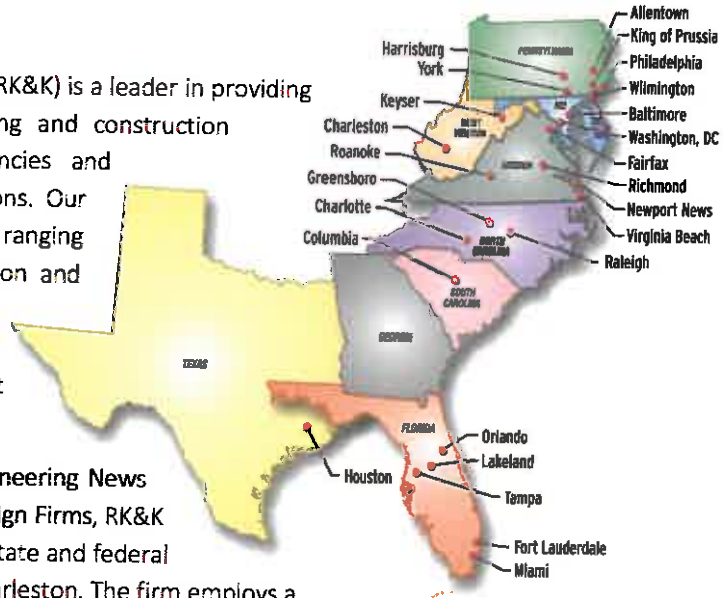 RK&K) is a leader in providing
ng and construction
ncies and
ons. Our
ranging
on and
t
neering News
ign Firms, RK&K
tate and federal
arleston. The firm employs a
Allentown
King of Prussia
Philadelphia
Wilmington
Baltimore
Washington, DC
Fairfax
Richmond
Newport News
Virginia Beach
Raleigh
Harrisburg
York
Keyser
Charleston
Roanoke
Greensboro
Charlotte
Columbia
PENNSYLVANIA
WEST
VIRGINIA
MD
VIRGINIA
NORTH
CAROLINA
SOUTH
CAROLINA
GEORGIA
TEXAS
FLORIDA
Houston
Orlando
Lakeland
Tampa
Fort Lauderdale
Miami